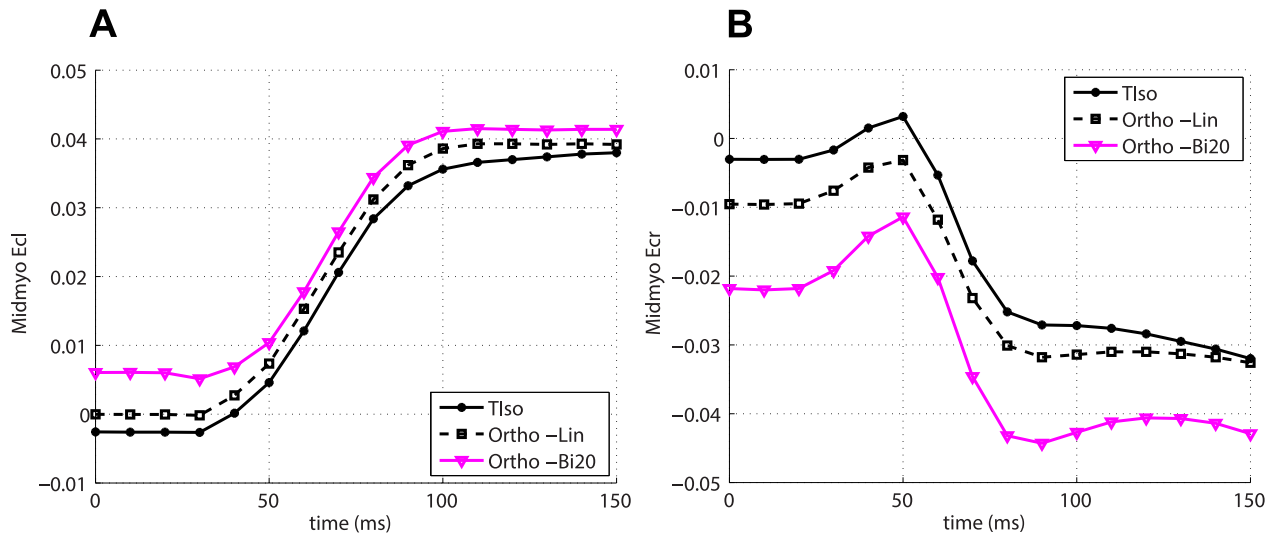 A
B
Midmyo Ecl
0.05
0.04
0.03
0.02
0.01
0
−0.01
TIso
Ortho −Lin
Ortho −Bi20
0 50 100 150
time (ms)
Midmyo Ecr
0.01
0
−0.01
−0.02
−0.03
−0.04
−0.05
TIso
Ortho −Lin
Ortho −Bi20
0 50 100 150
time (ms)